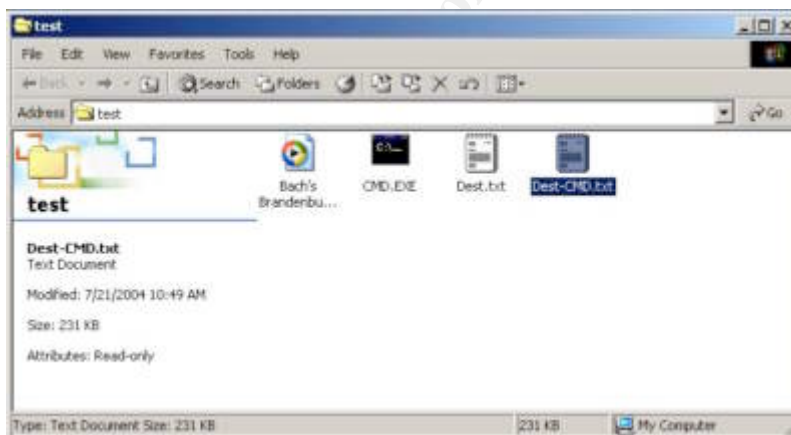 test
File Edit View Favorites Tools Help
Back Search Folders
Address test Go
test
Dest-CMD.txt
Text Document
Modified: 7/21/2004 10:49 AM
Size: 231 KB
Attributes: Read-only
Bach's
Brandenbu...
C:\...
CMD.EXE
Dest.txt
Dest-CMD.txt
Type: Text Document Size: 231 KB
231 KB
My Computer